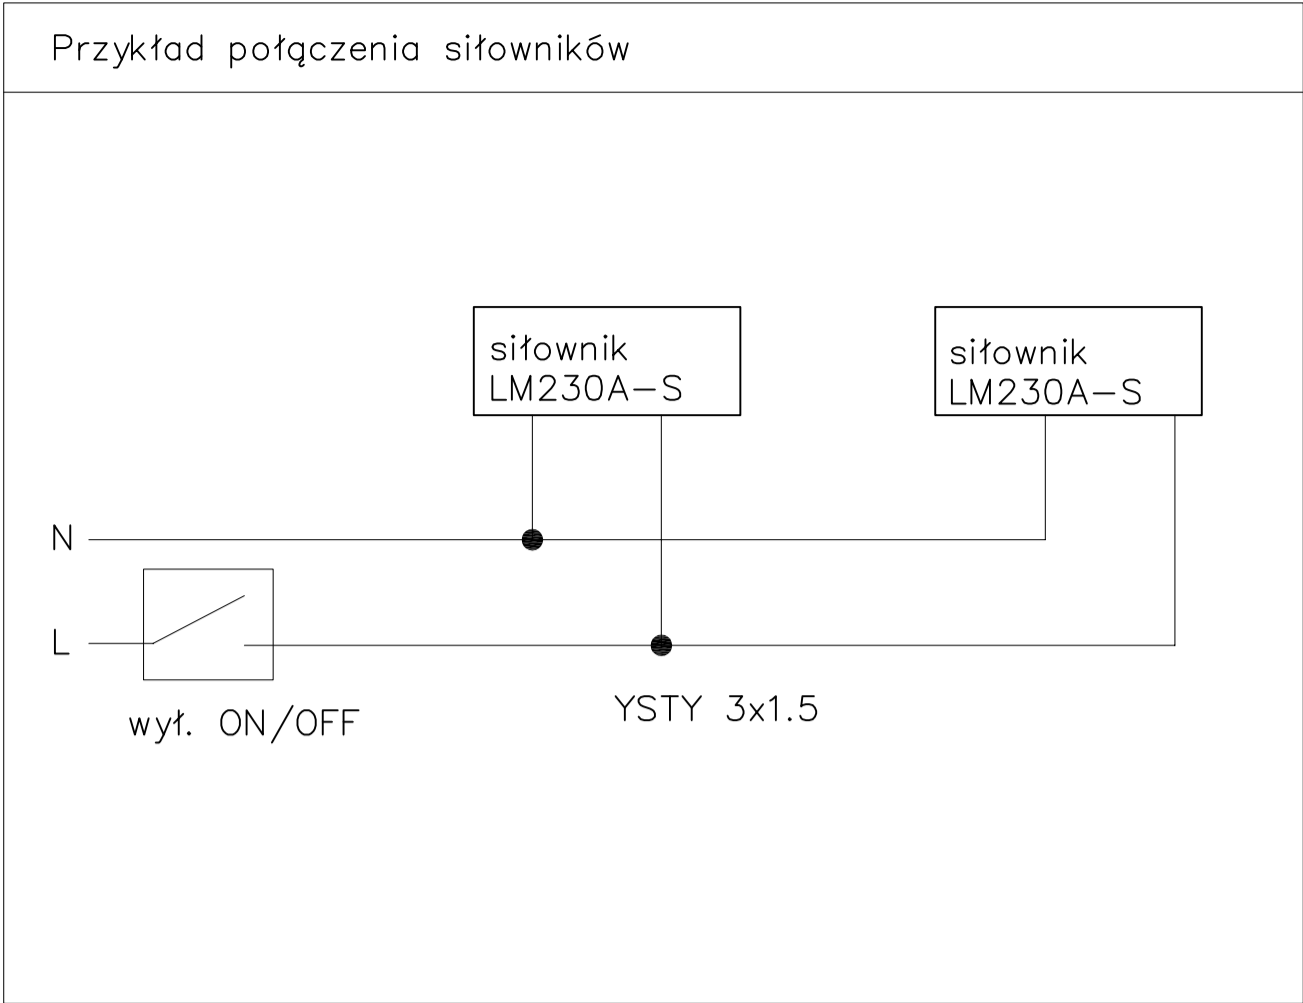 Przykład połączenia siłowników
siłownik
LM230A-S
siłownik
LM230A-S
N
L
wył. ON/OFF
YSTY 3x1.5